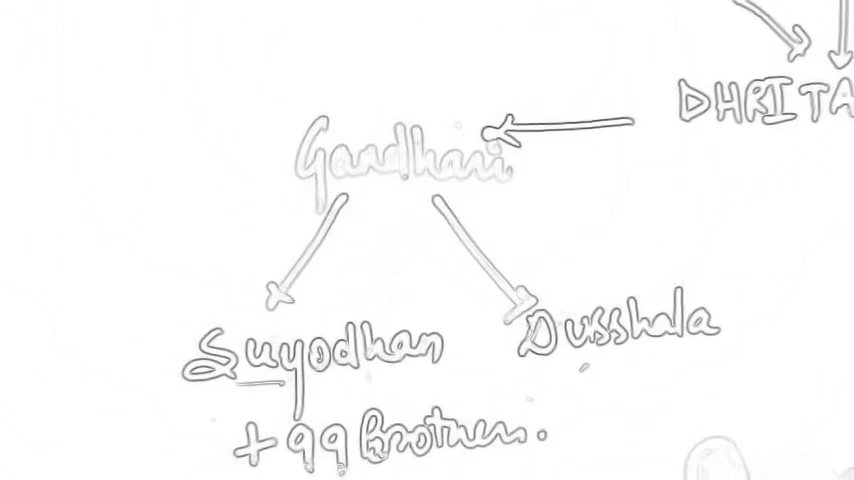 DHRITA
Gandhari
Suyodhan
Dusshala
+99 Brothers.